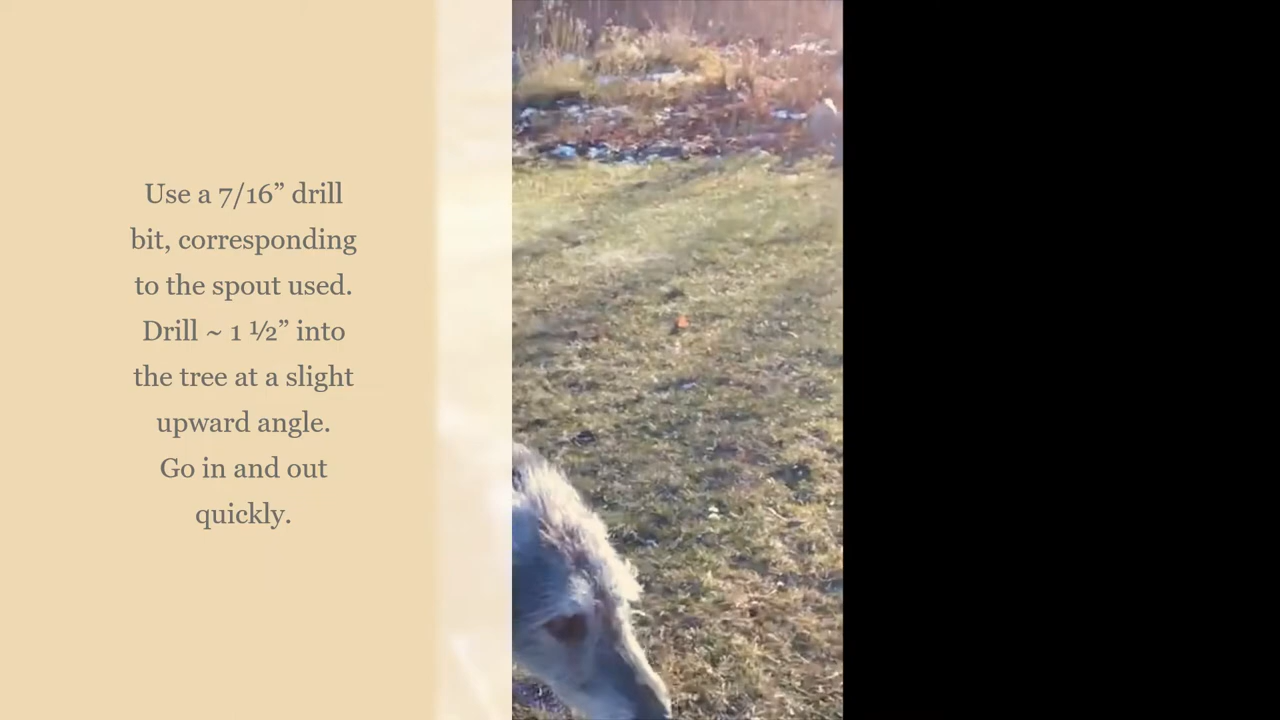 Use a 7/16” drill
bit, corresponding
to the spout used.
Drill ~ 1 ½” into
the tree at a slight
upward angle.
Go in and out
quickly.